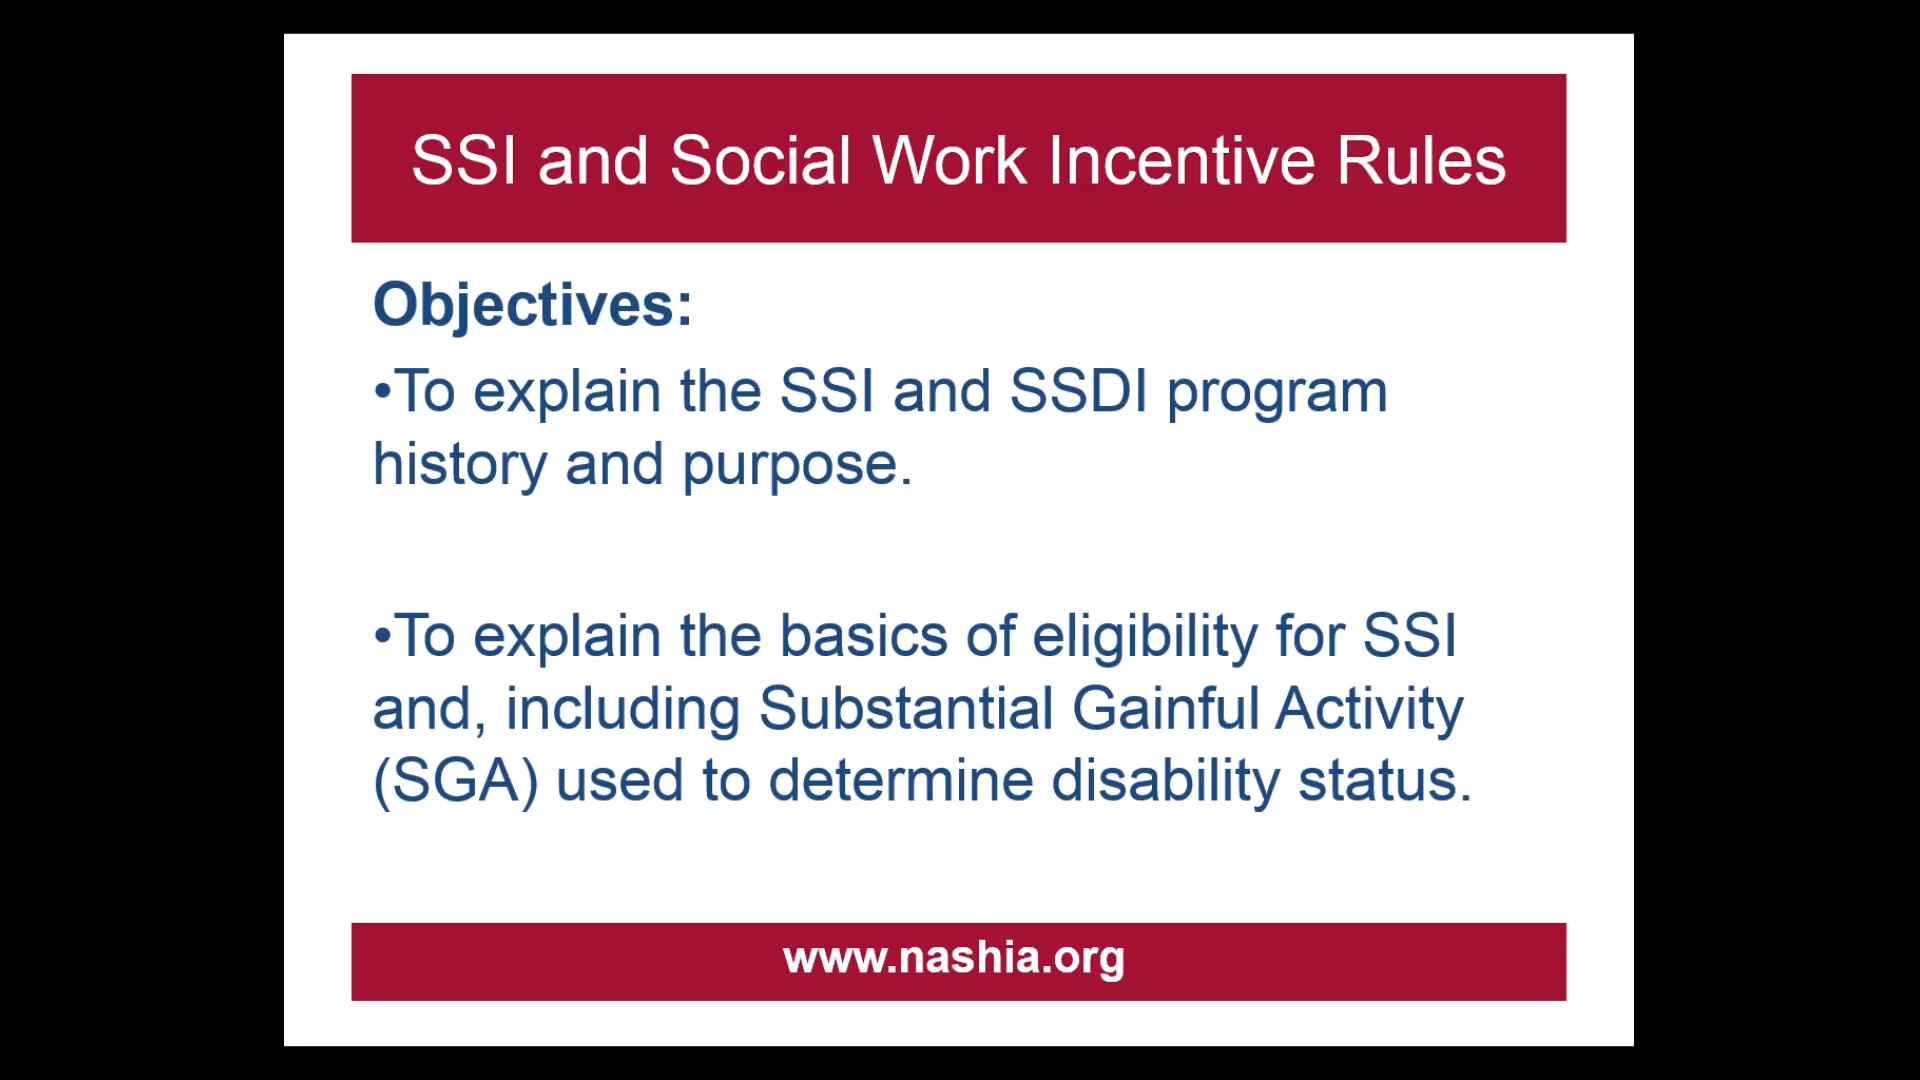 SSI and Social Work Incentive Rules
Objectives:
•To explain the SSI and SSDI program
history and purpose.
•To explain the basics of eligibility for SSI
and, including Substantial Gainful Activity
(SGA) used to determine disability status.
www.nashia.org